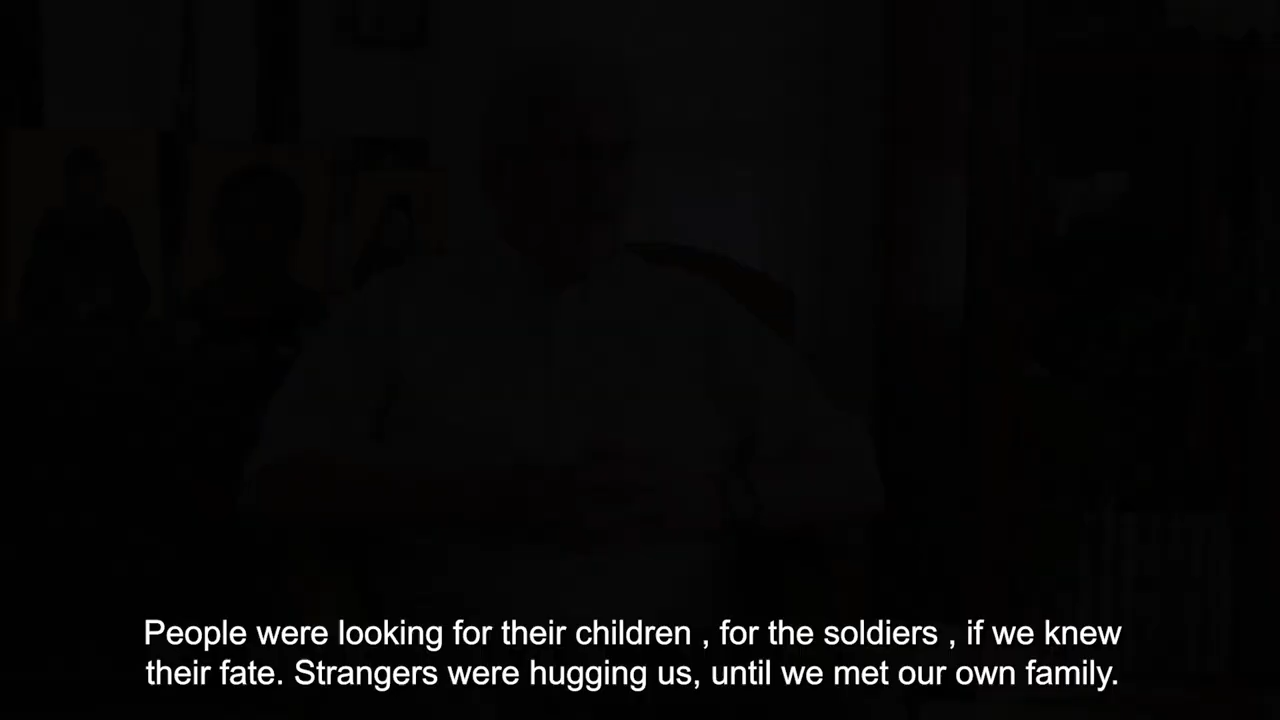 People were looking for their children , for the soldiers , if we knew
their fate. Strangers were hugging us, until we met our own family.